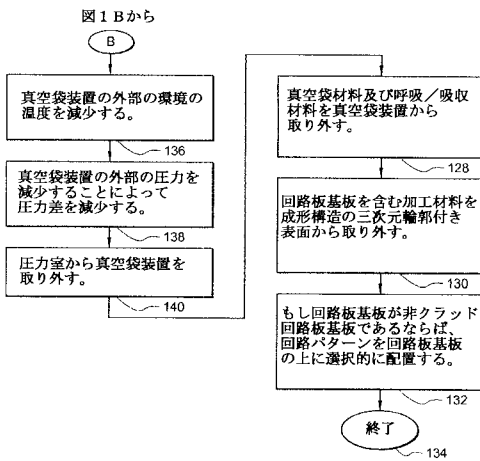 図1Bから
B
真空袋装置の外部の環境の
温度を減少する。
136
真空袋装置の外部の圧力を
減少することによって
圧力差を減少する。
138
圧力室から真空袋装置を
取り外す。
140
真空袋材料及び呼吸/吸収
材料を真空袋装置から
取り外す。
128
回路板基板を含む加工材料を
成形構造の三次元輪郭付き
表面から取り外す。
130
もし回路板基板が非クラッド
回路板基板であるならば、
回路パターンを回路板基板
の上に選択的に配置する。
132
終了
134